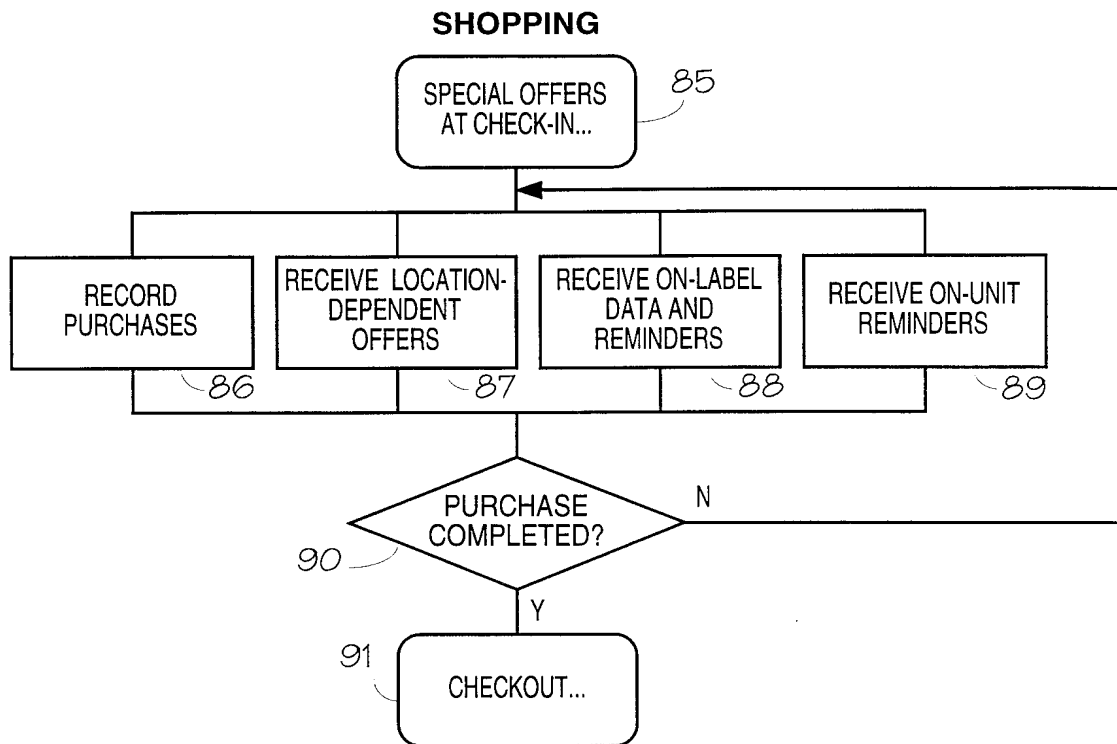 SHOPPING
SPECIAL OFFERS
AT CHECK-IN...
85
RECORD
PURCHASES
86
RECEIVE LOCATION-
DEPENDENT
OFFERS
87
RECEIVE ON-LABEL
DATA AND
REMINDERS
88
RECEIVE ON-UNIT
REMINDERS
89
PURCHASE
COMPLETED?
90
N
Y
91
CHECKOUT...